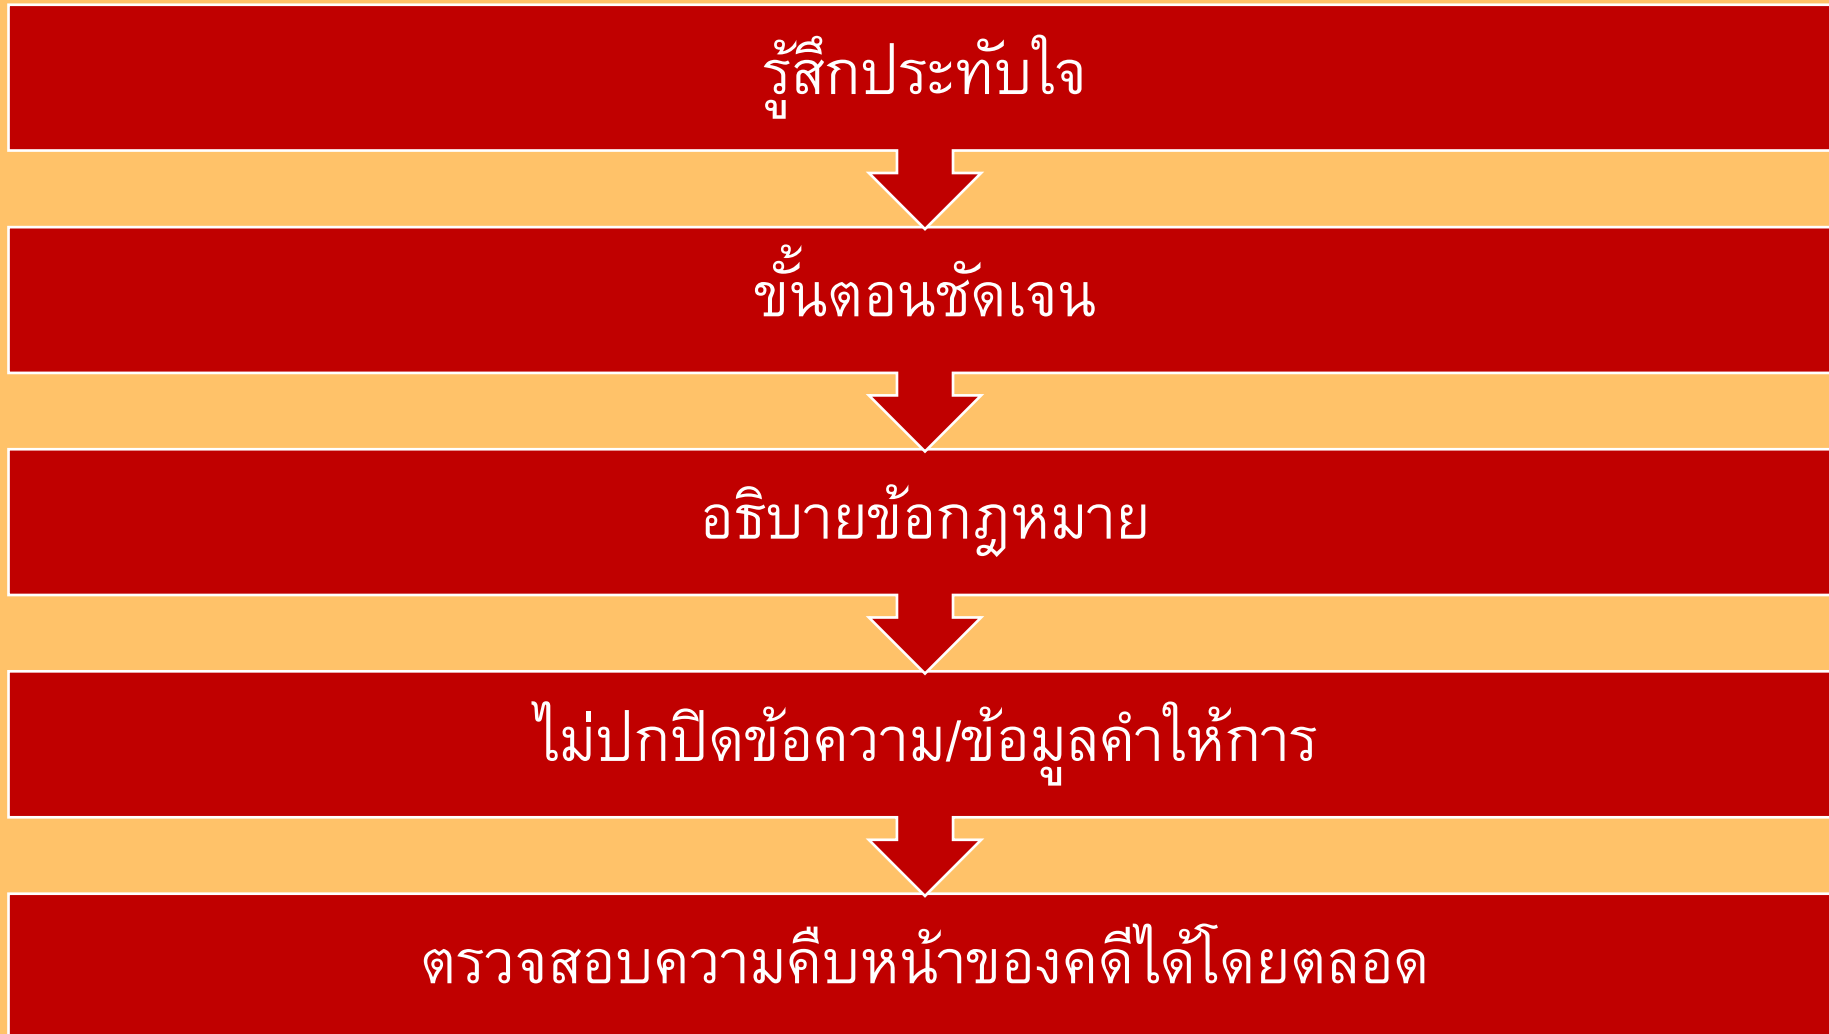 รู้สึกประทับใจ
ขั้นตอนชัดเจน
อธิบายข้อกฎหมาย
ไม่ปกปิดข้อความ/ข้อมูลคำให้การ
ตรวจสอบความคืบหน้าของคดีได้โดยตลอด